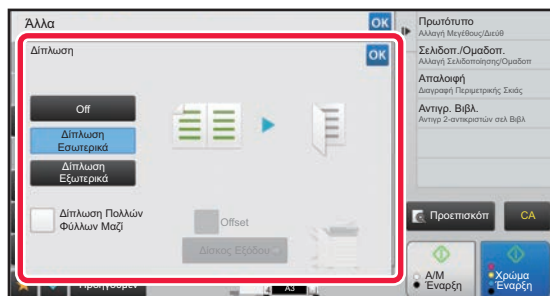 Άλλα
OK
Δίπλωση
OK
Off
Δίπλωση
Εσωτερικά
Δίπλωση
Εξωτερικά
Δίπλωση Πολλών
Φύλλων Μαζί
Offset
Δίσκος Εξόδου
A3
Πρωτότυπο
Αλλαγή Μεγέθους/Διεύθ
Σελιδοπ./Ομαδοπ.
Αλλαγή Σελιδοποίησης/Ομαδοπ
Απαλοιφή
Διαγραφή Περιμετρικής Σκιάς
Αντιγρ. Βιβλ.
Αντιγρ 2-αντικριστών σελ Βιβλ
Προεπισκόπ
CA
A/M
Έναρξη
Χρώμα
Έναρξη